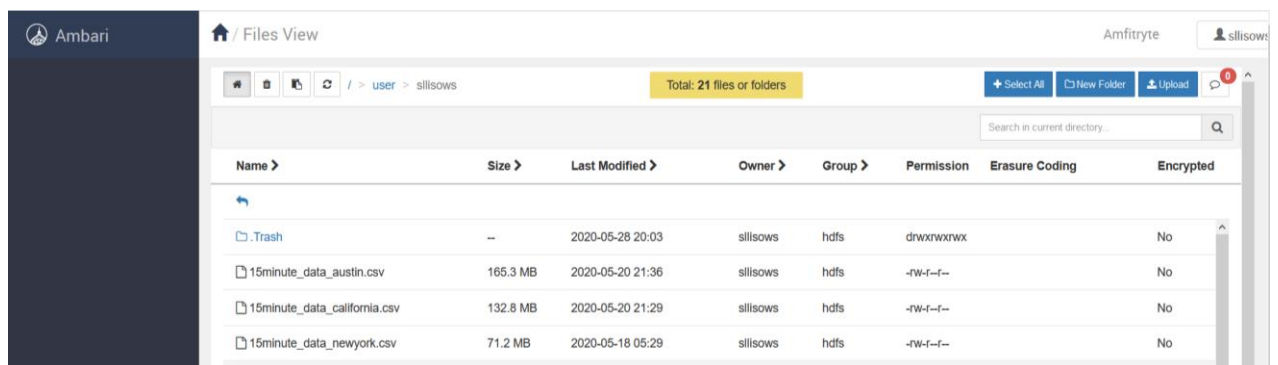 Ambari / Files View Amfitryte sllisows
/ > user > sllisows Total: 21 files or folders Select All New Folder Upload 0
Search in current directory...
Name Size Last Modified Owner Group Permission Erasure Coding Encrypted
.Trash -- 2020-05-28 20:03 sllisows hdfs drwxrwxrwx No
15minute_data_austin.csv 165.3 MB 2020-05-20 21:36 sllisows hdfs -rw-r--r-- No
15minute_data_california.csv 132.8 MB 2020-05-20 21:29 sllisows hdfs -rw-r--r-- No
15minute_data_newyork.csv 71.2 MB 2020-05-18 05:29 sllisows hdfs -rw-r--r-- No